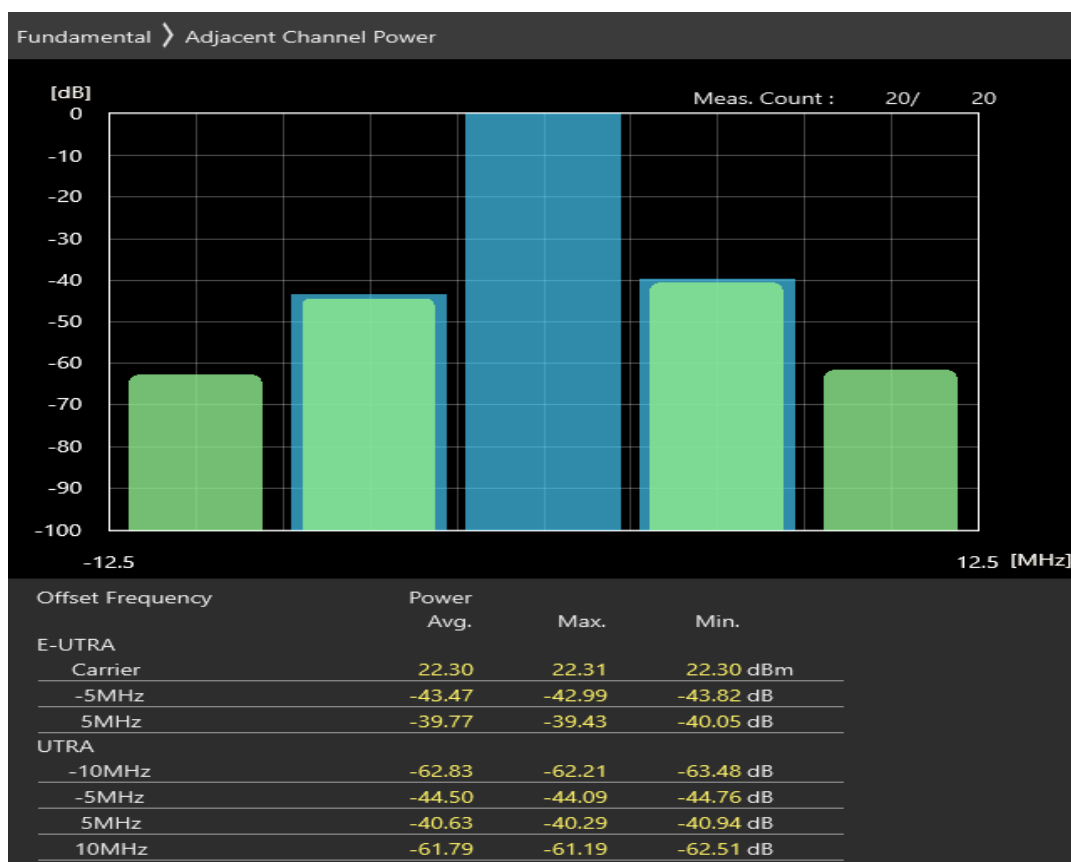 Fundamental ❯ Adjacent Channel Power
[dB]
Meas. Count : 20/ 20
0
-10
-20
-30
-40
-50
-60
-70
-80
-90
-100
-12.5 12.5 [MHz]
Offset Frequency Power
Avg. Max. Min.
E-UTRA
Carrier 22.30 22.31 22.30 dBm
-5MHz -43.47 -42.99 -43.82 dB
5MHz -39.77 -39.43 -40.05 dB
UTRA
-10MHz -62.83 -62.21 -63.48 dB
-5MHz -44.50 -44.09 -44.76 dB
5MHz -40.63 -40.29 -40.94 dB
10MHz -61.79 -61.19 -62.51 dB